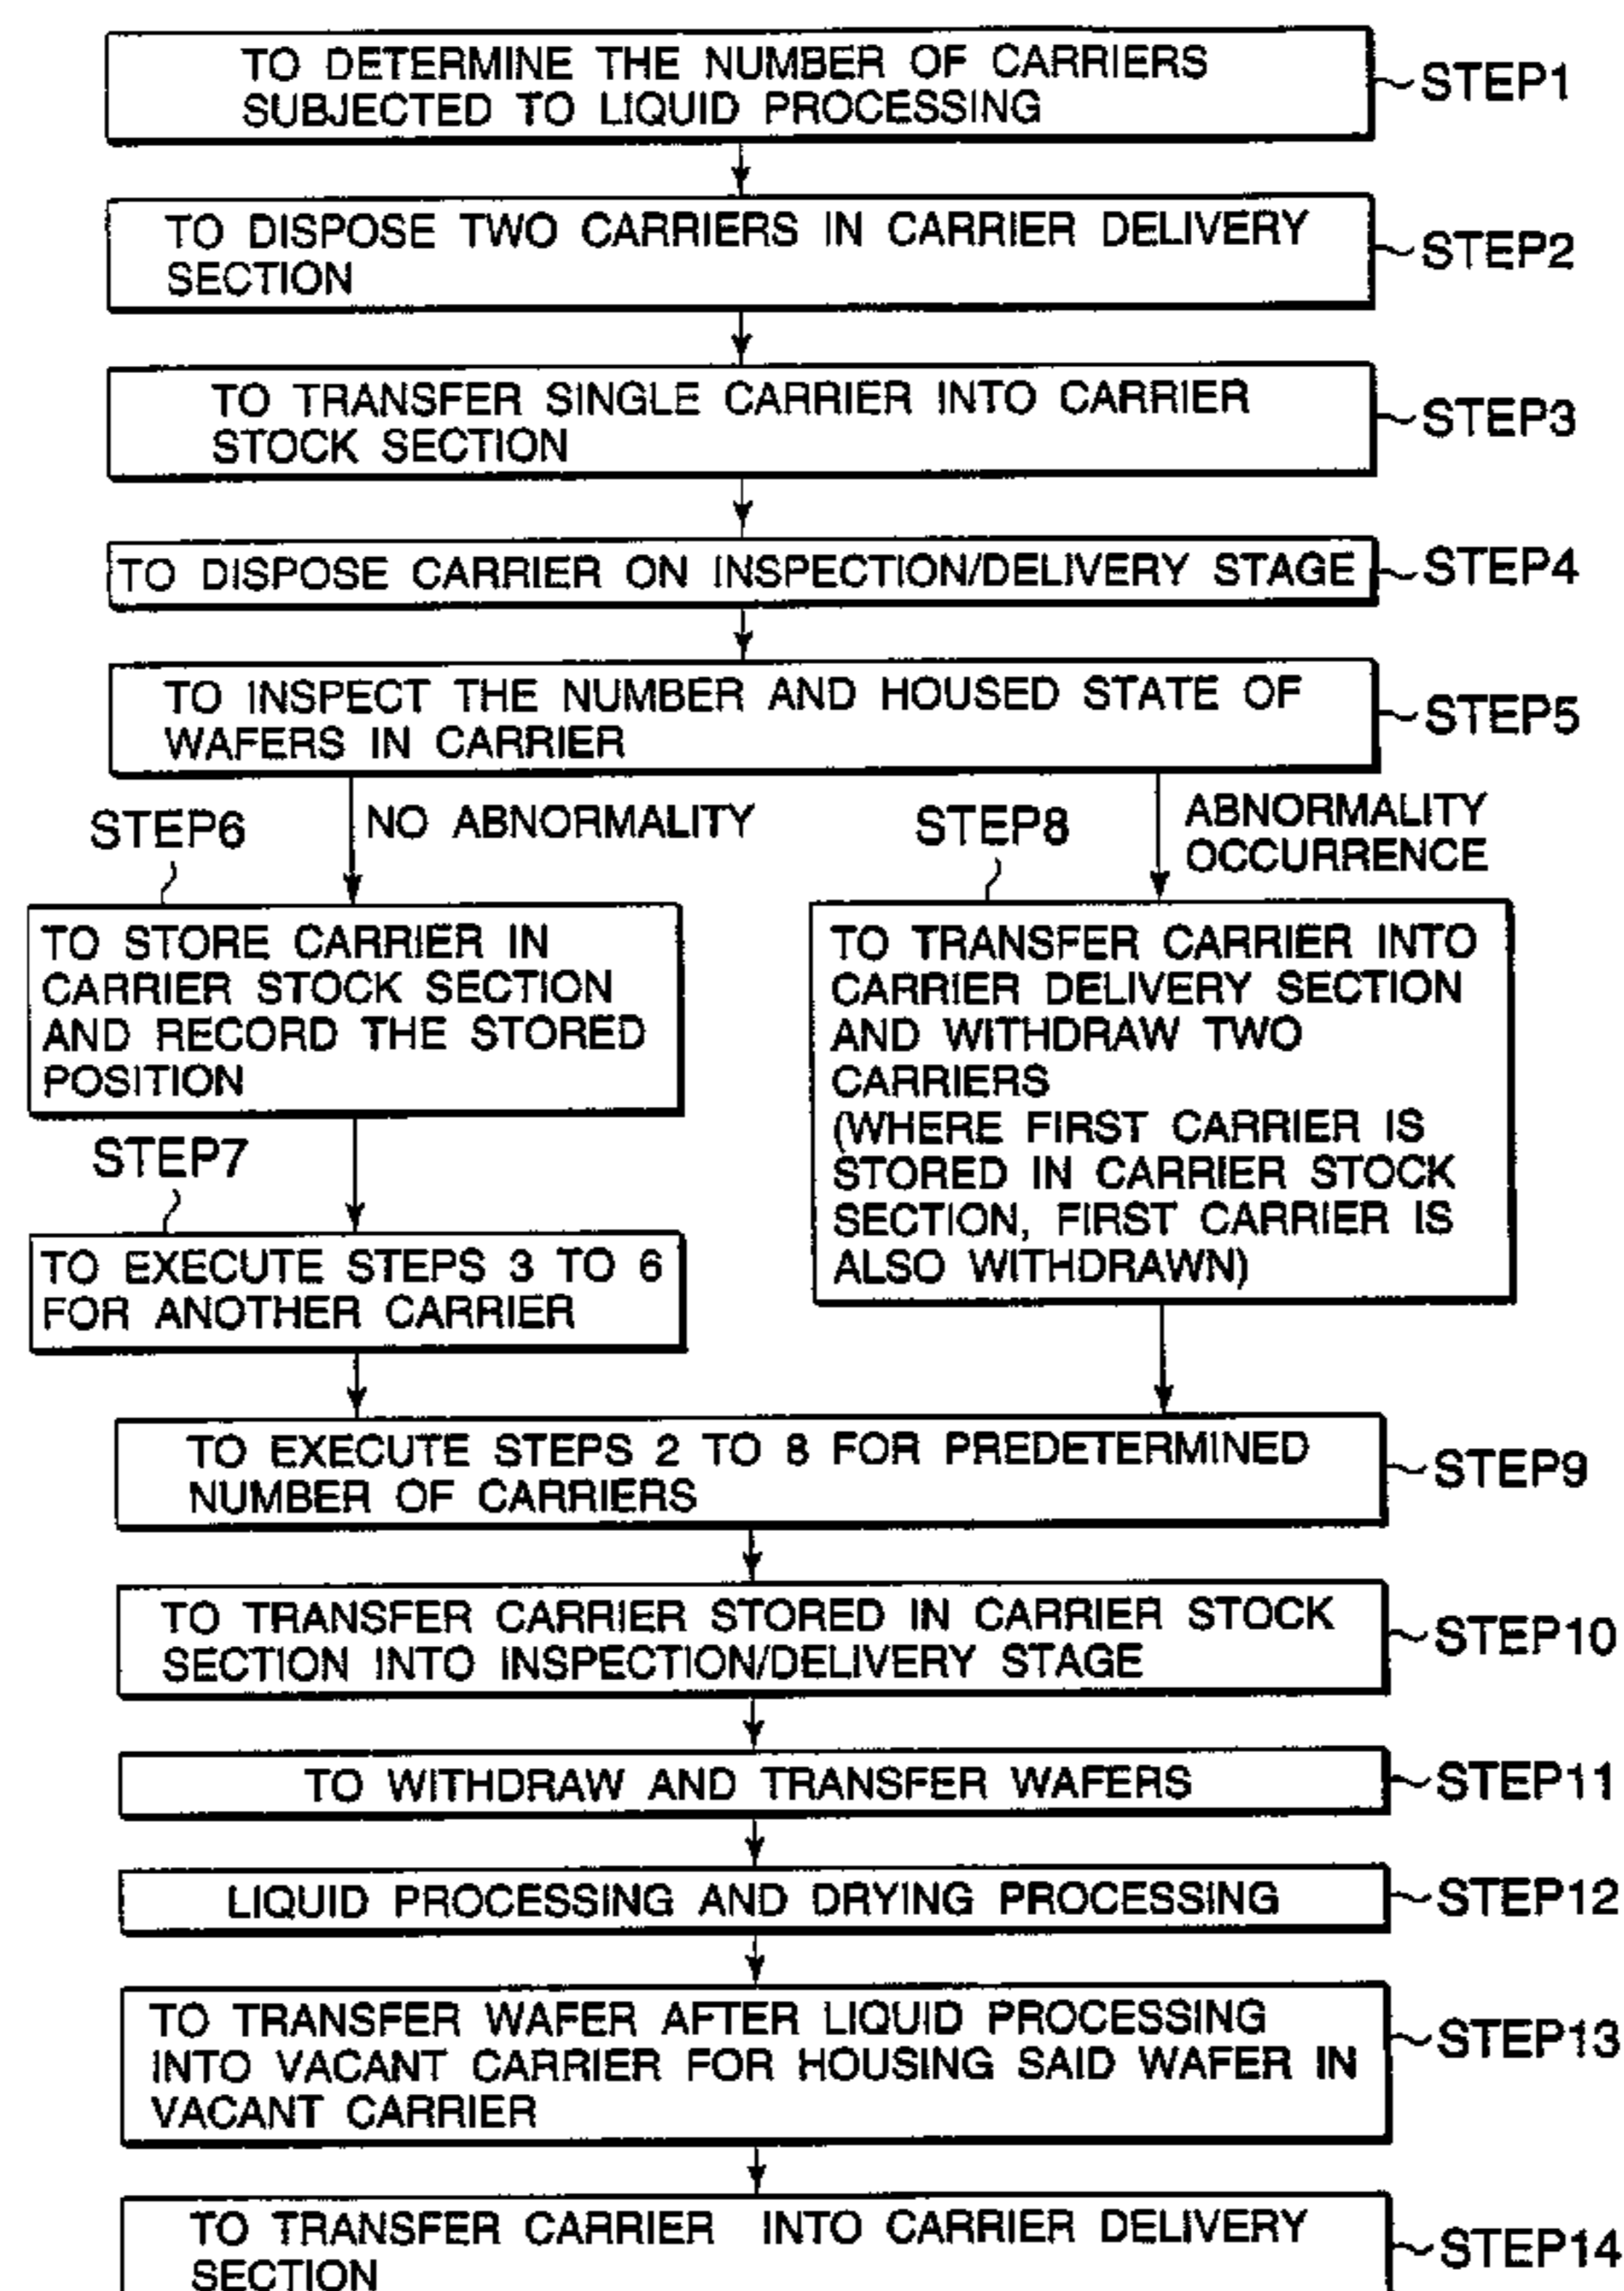 TO DETERMINE THE NUMBER OF CARRIERS
SUBJECTED TO LIQUID PROCESSING
STEP1
TO DISPOSE TWO CARRIERS IN CARRIER DELIVERY
SECTION
STEP2
TO TRANSFER SINGLE CARRIER INTO CARRIER
STOCK SECTION
STEP3
TO DISPOSE CARRIER ON INSPECTION/DELIVERY STAGE
STEP4
TO INSPECT THE NUMBER AND HOUSED STATE OF
WAFERS IN CARRIER
STEP5
NO ABNORMALITY
STEP6
TO STORE CARRIER IN
CARRIER STOCK SECTION
AND RECORD THE STORED
POSITION
STEP7
TO EXECUTE STEPS 3 TO 6
FOR ANOTHER CARRIER
ABNORMALITY
OCCURRENCE
STEP8
TO TRANSFER CARRIER INTO
CARRIER DELIVERY SECTION
AND WITHDRAW TWO
CARRIERS
(WHERE FIRST CARRIER IS
STORED IN CARRIER STOCK
SECTION, FIRST CARRIER IS
ALSO WITHDRAWN)
TO EXECUTE STEPS 2 TO 8 FOR PREDETERMINED
NUMBER OF CARRIERS
STEP9
TO TRANSFER CARRIER STORED IN CARRIER STOCK
SECTION INTO INSPECTION/DELIVERY STAGE
STEP10
TO WITHDRAW AND TRANSFER WAFERS
STEP11
LIQUID PROCESSING AND DRYING PROCESSING
STEP12
TO TRANSFER WAFER AFTER LIQUID PROCESSING
INTO VACANT CARRIER FOR HOUSING SAID WAFER IN
VACANT CARRIER
STEP13
TO TRANSFER CARRIER INTO CARRIER DELIVERY
SECTION
STEP14